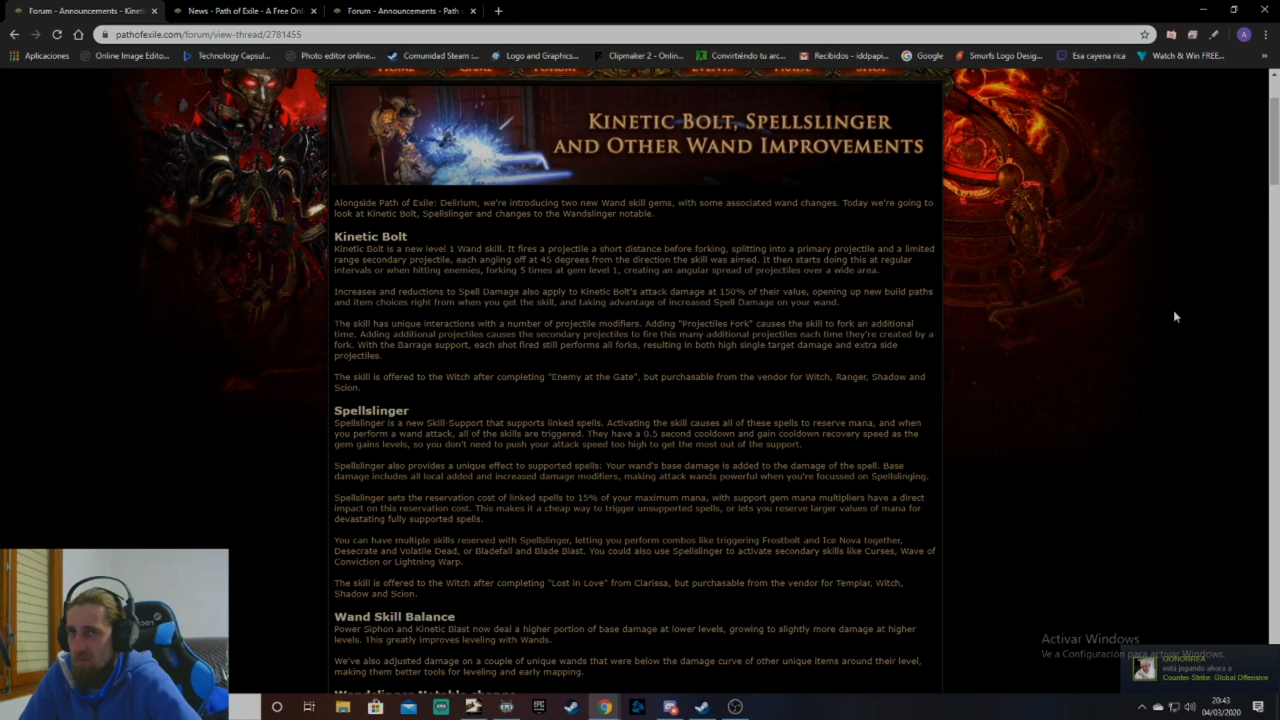 Forum - Announcements - Kineti
News - Path of Exile - A Free Onl
Forum - Announcements - Path
pathofexile.com/forum/view-thread/2781455
Aplicaciones
Online Image Edito...
Technology Capsul...
Photo editor online...
Comunidad Steam :...
Logo and Graphics...
Clipmaker 2 - Onlin...
Convirtiéndo tu arc...
Recibidos - iddpapi...
Google
Smurfs Logo Desig...
Esa cayena rica
Watch & Win FREE...
HOME GAME FORUM EVENTS TRADE SHOP
KINETIC BOLT, SPELLSLINGER
AND OTHER WAND IMPROVEMENTS
Alongside Path of Exile: Delirium, we're introducing two new Wand skill gems, with some associated wand changes. Today we're going to
look at Kinetic Bolt, Spellslinger and changes to the Wandslinger notable.
Kinetic Bolt
Kinetic Bolt is a new level 1 Wand skill. It fires a projectile a short distance before forking, splitting into a primary projectile and a limited
range secondary projectile, each angling off at 45 degrees from the direction the skill was aimed. It then starts doing this at regular
intervals or when hitting enemies, forking 5 times at gem level 1, creating an angular spread of projectiles over a wide area.
Increases and reductions to Spell Damage also apply to Kinetic Bolt's attack damage at 150% of their value, opening up new build paths
and item choices right from when you get the skill, and taking advantage of increased Spell Damage on your wand.
The skill has unique interactions with a number of projectile modifiers. Adding "Projectiles Fork" causes the skill to fork an additional
time. Adding additional projectiles causes the secondary projectiles to fire this many additional projectiles each time they're created by a
fork. With the Barrage support, each shot fired still performs all forks, resulting in both high single target damage and extra side
projectiles.
The skill is offered to the Witch after completing "Enemy at the Gate", but purchasable from the vendor for Witch, Ranger, Shadow and
Scion.
Spellslinger
Spellslinger is a new Skill-Support that supports linked spells. Activating the skill causes all of these spells to reserve mana, and when
you perform a wand attack, all of the skills are triggered. They have a 0.5 second cooldown and gain cooldown recovery speed as the
gem gains levels, so you don't need to push your attack speed too high to get the most out of the support.
Spellslinger also provides a unique effect to supported spells: Your wand's base damage is added to the damage of the spell. Base
damage includes all local added and increased damage modifiers, making attack wands powerful when you're focussed on Spellslinging.
Spellslinger sets the reservation cost of linked spells to 15% of your maximum mana, with support gem mana multipliers have a direct
impact on this reservation cost. This makes it a cheap way to trigger unsupported spells, or lets you reserve larger values of mana for
devastating fully supported spells.
You can have multiple skills reserved with Spellslinger, letting you perform combos like triggering Frostbolt and Ice Nova together,
Desecrate and Volatile Dead, or Bladefall and Blade Blast. You could also use Spellslinger to activate secondary skills like Curses, Wave of
Conviction or Lightning Warp.
The skill is offered to the Witch after completing "Lost in Love" from Clarissa, but purchasable from the vendor for Templar, Witch,
Shadow and Scion.
Wand Skill Balance
Power Siphon and Kinetic Blast now deal a higher portion of base damage at lower levels, growing to slightly more damage at higher
levels. This greatly improves leveling with Wands.
We've also adjusted damage on a couple of unique wands that were below the damage curve of other unique items around their level,
making them better tools for leveling and early mapping.
Wandslinger Notable change
Activar Windows
Ve a Configuración para activar Windows.
GONORREA
está jugando ahora a
Counter-Strike: Global Offensive
20:43
04/03/2020